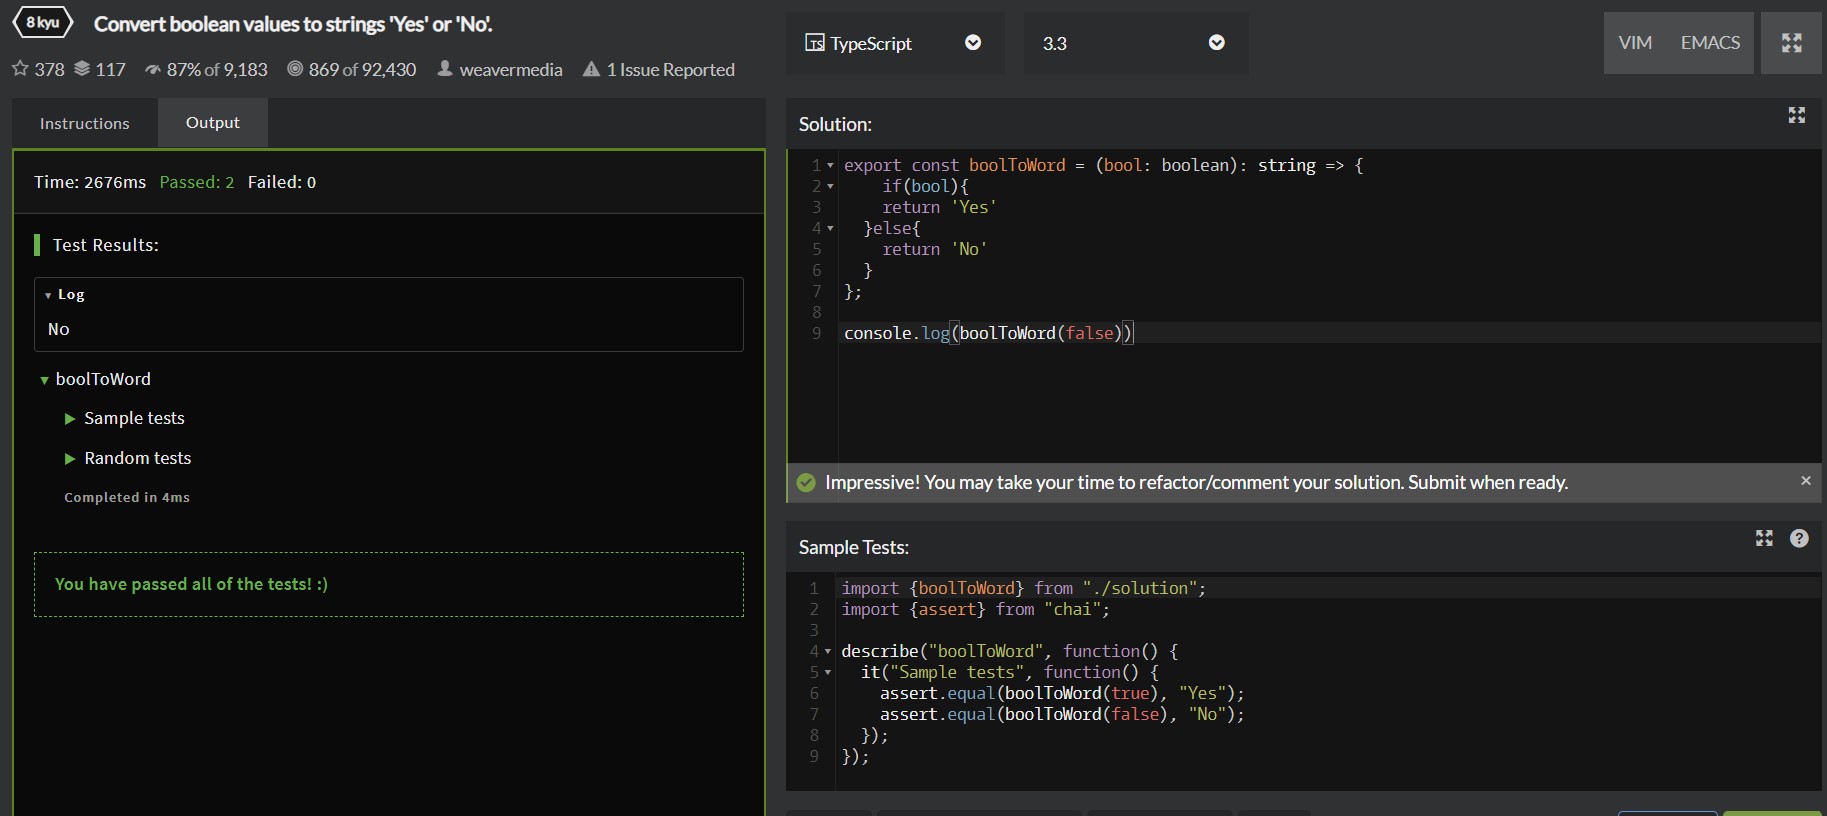 8 kyu
Convert boolean values to strings 'Yes' or 'No'.
378 117 87% of 9,183 869 of 92,430 weavermedia 1 Issue Reported
TS TypeScript
3.3
VIM EMACS
Instructions Output
Time: 2676ms Passed: 2 Failed: 0
Test Results:
Log
No
boolToWord
Sample tests
Random tests
Completed in 4ms
You have passed all of the tests! :)
Solution:
1 export const boolToWord = (bool: boolean): string => {
2 if(bool){
3 return 'Yes'
4 }else{
5 return 'No'
6 }
7 };
8
9 console.log(boolToWord(false))
Impressive! You may take your time to refactor/comment your solution. Submit when ready.
Sample Tests:
1 import {boolToWord} from "./solution";
2 import {assert} from "chai";
3
4 describe("boolToWord", function() {
5 it("Sample tests", function() {
6 assert.equal(boolToWord(true), "Yes");
7 assert.equal(boolToWord(false), "No");
8 });
9 });